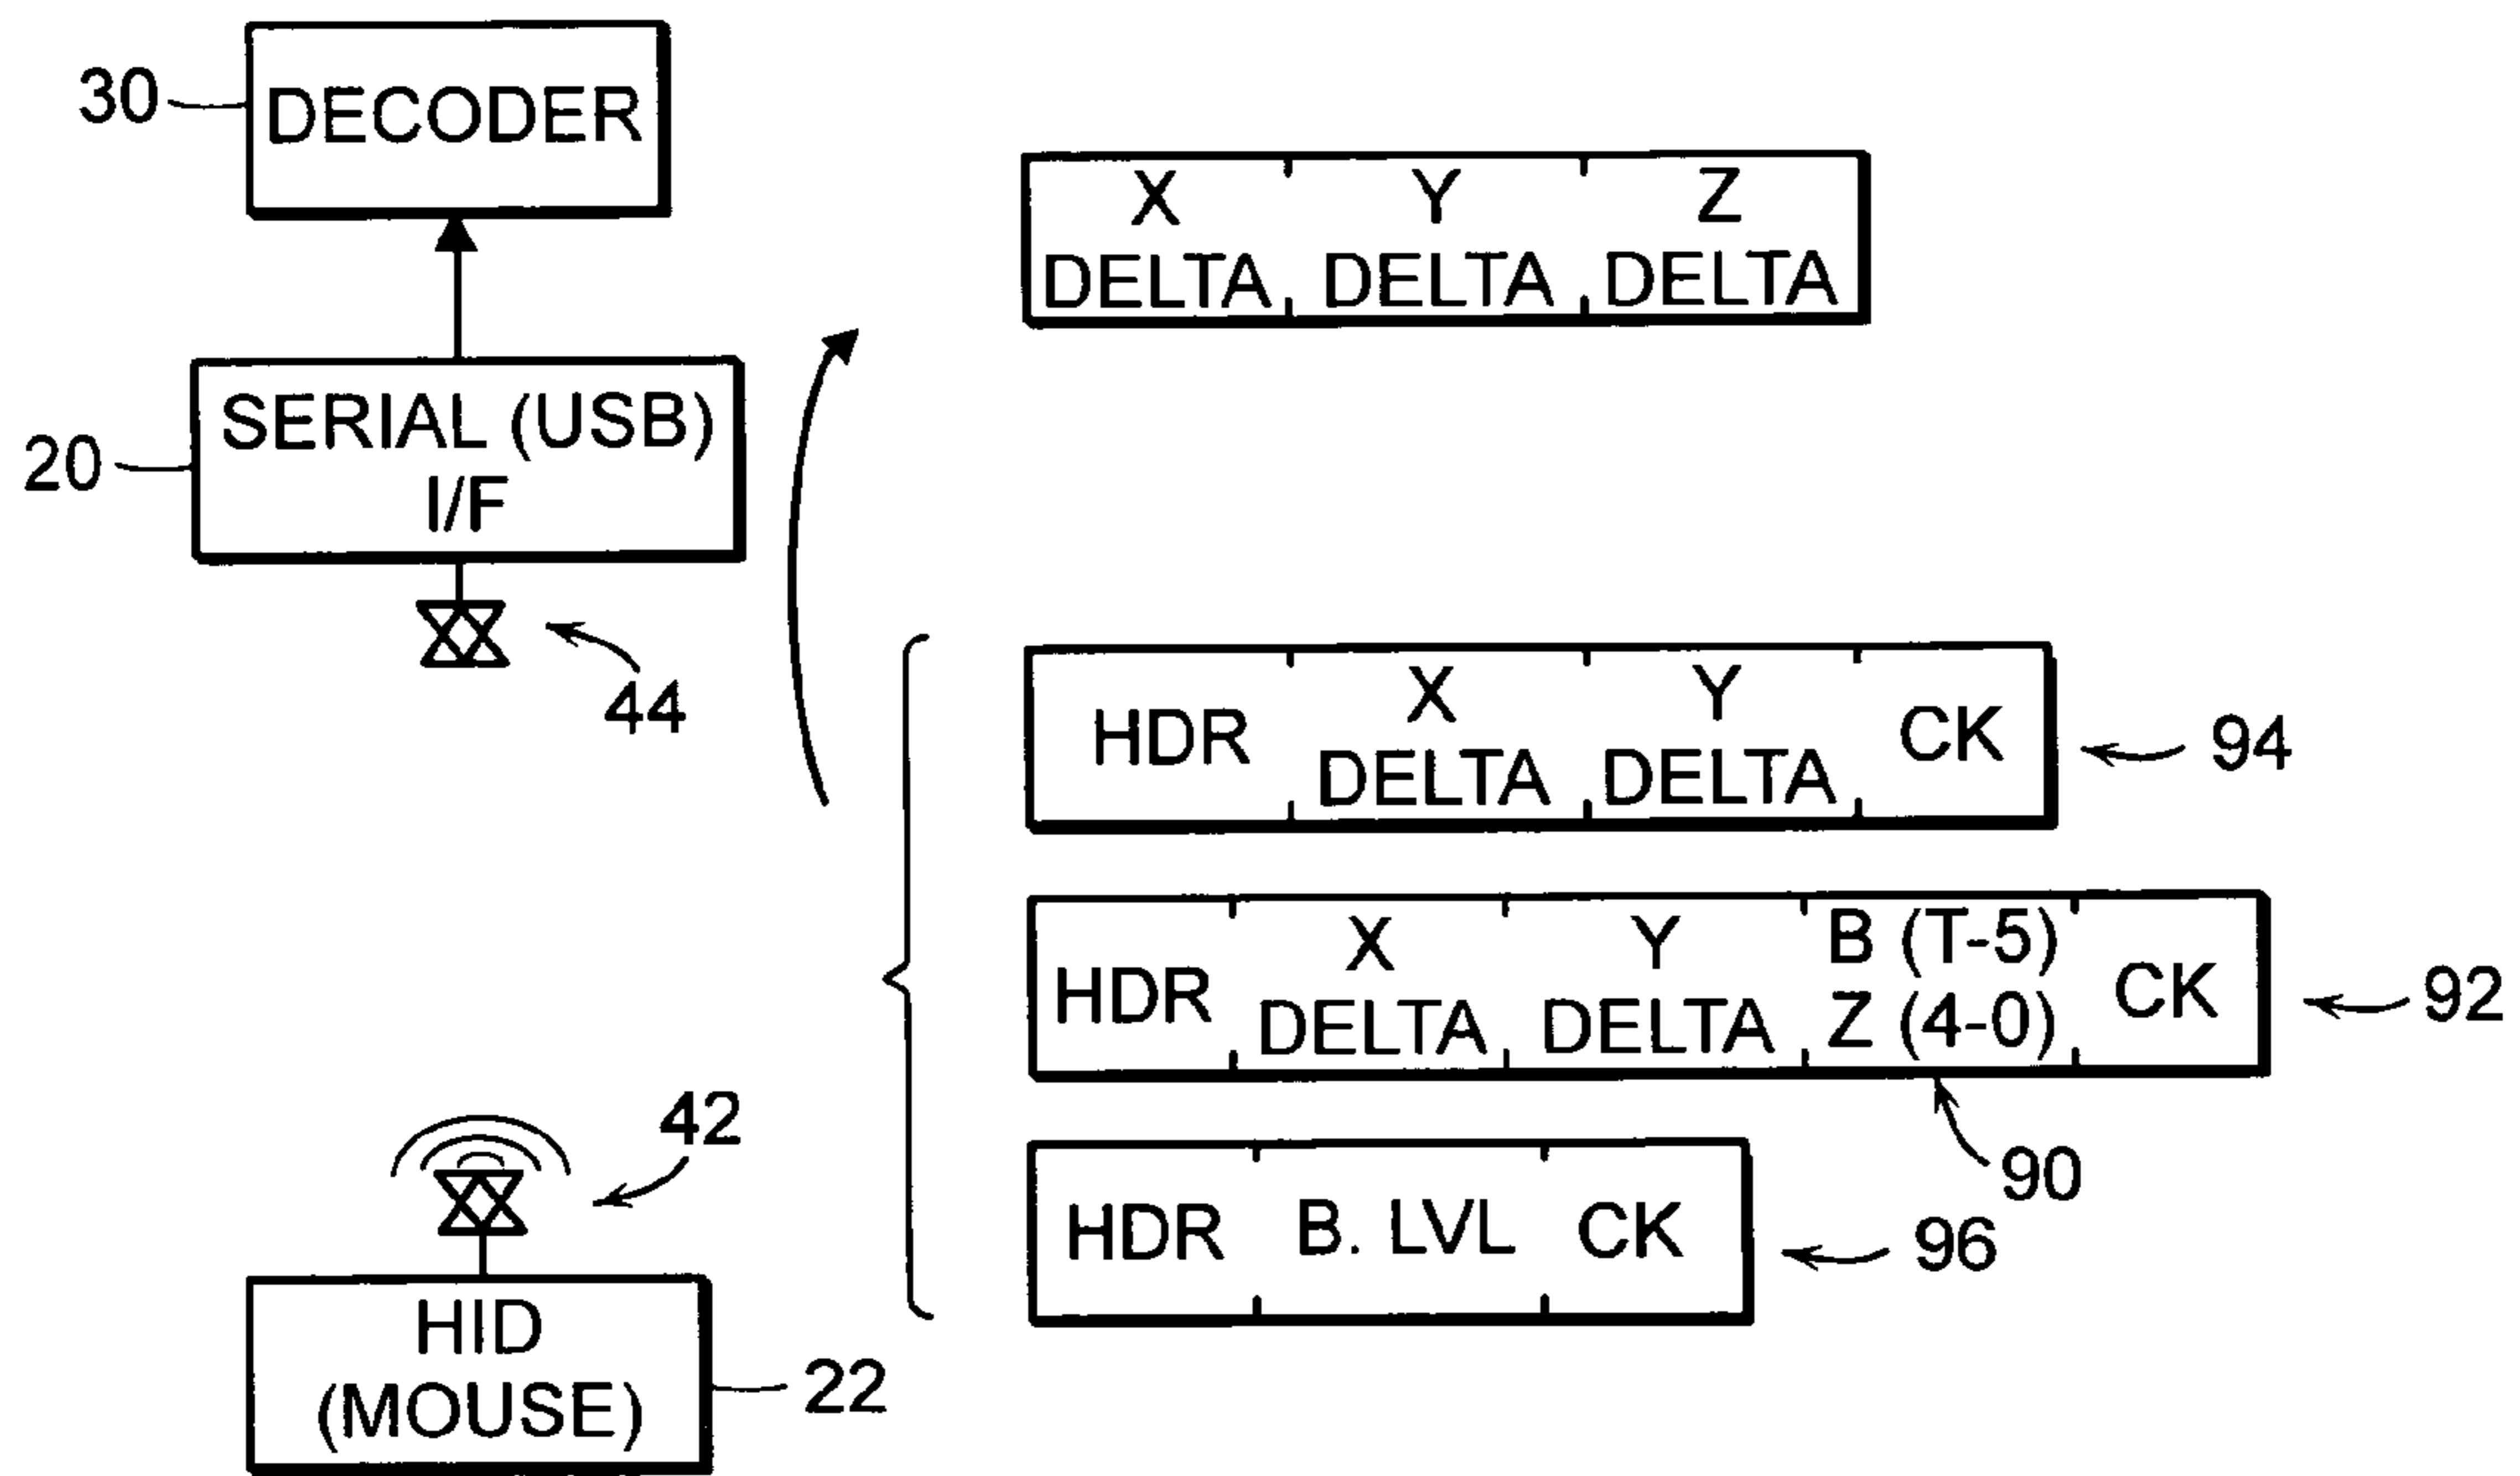 30
DECODER
X Y Z
DELTA DELTA DELTA
20
SERIAL (USB)
I/F
44
HDR X DELTA Y DELTA CK
94
HDR X DELTA Y DELTA B (T-5) Z (4-0) CK
92
90
42
HDR B. LVL CK
96
HID
(MOUSE)
22